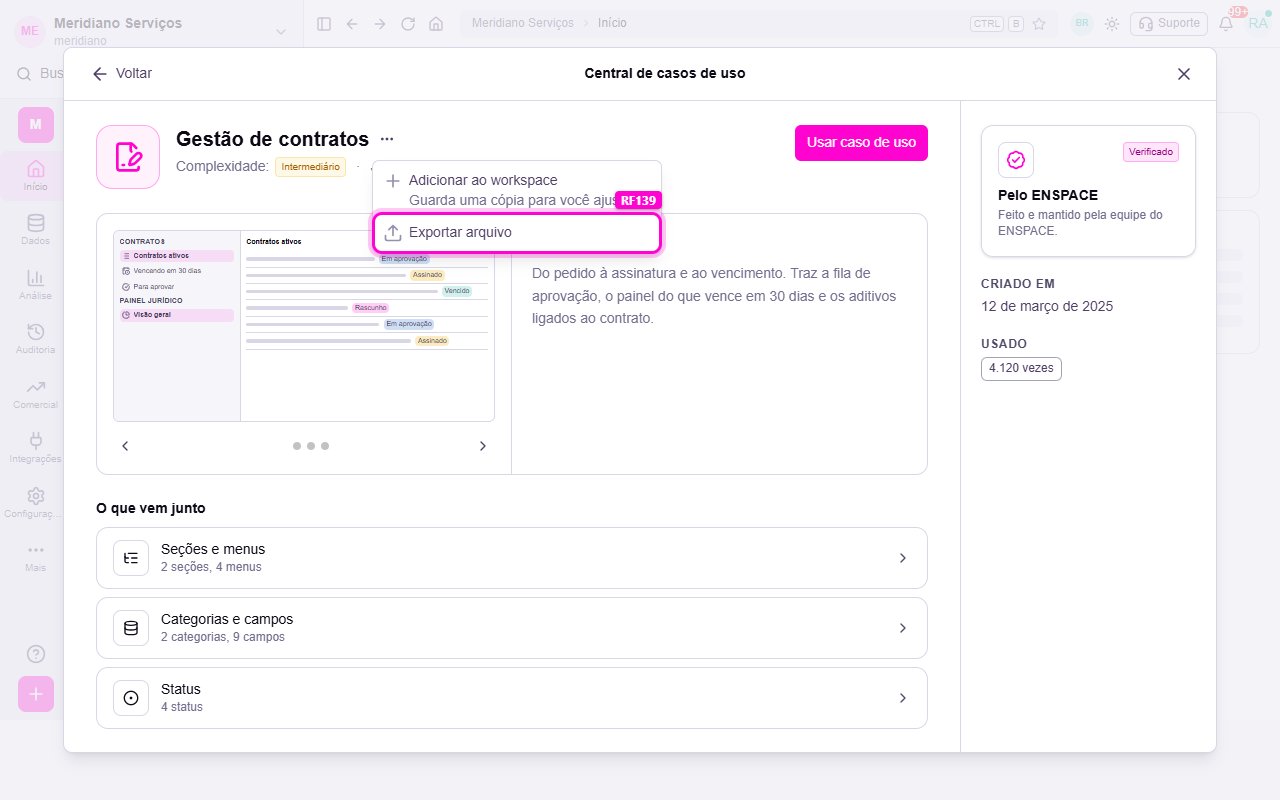 ME
Meridiano Serviços
meridiano
Meridiano Serviços
Início
CTRL
B
BR
Suporte
99+
RA
Bus
Voltar
Central de casos de uso
M
Início
Dados
Análise
Auditoria
Comercial
Integrações
Configuraç...
Mais
Gestão de contratos
Usar caso de uso
Complexidade:
Intermediário
·
Adicionar ao workspace
Guarda uma cópia para você ajus
RF139
Exportar arquivo
CONTRATOS
Contratos ativos
Vencendo em 30 dias
Para aprovar
PAINEL JURÍDICO
Visão geral
Contratos ativos
Em aprovação
Assinado
Vencido
Rascunho
Em aprovação
Assinado
Do pedido à assinatura e ao vencimento. Traz a fila de
aprovação, o painel do que vence em 30 dias e os aditivos
ligados ao contrato.
O que vem junto
Seções e menus
2 seções, 4 menus
Categorias e campos
2 categorias, 9 campos
Status
4 status
Verificado
Pelo ENSPACE
Feito e mantido pela equipe do
ENSPACE.
CRIADO EM
12 de março de 2025
USADO
4.120 vezes